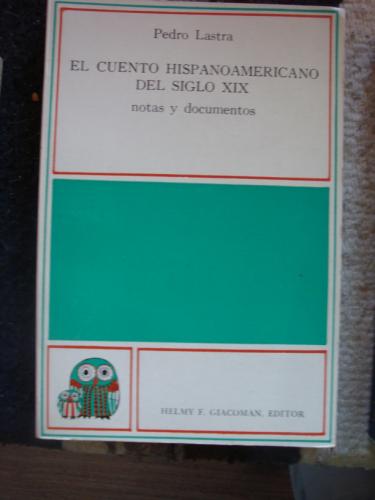 Pedro Lastra
EL CUENTO HISPANOAMERICANO
DEL SIGLO XIX
notas y documentos
HELMY F. GIACOMAN, EDITOR